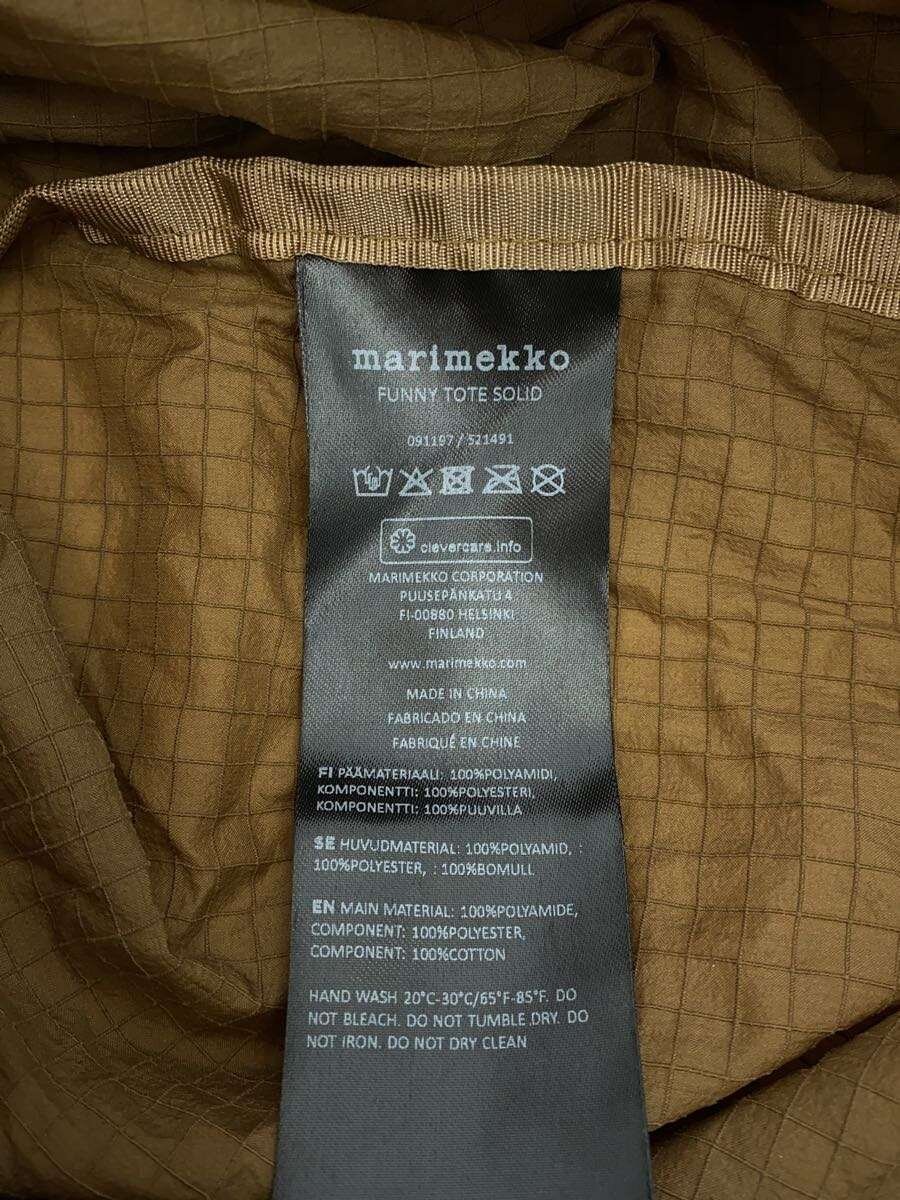 marimekko
FUNNY TOTE SOLID
091197 / 521491
clevercare.info
MARIMEKKO CORPORATION
PUUSEPÄNKATU 4
FI-00880 HELSINKI
FINLAND
www.marimekko.com
MADE IN CHINA
FABRICADO EN CHINA
FABRIQUÉ EN CHINE
FI PÄÄMATERIAALI: 100%POLYAMIDI,
KOMPONENTTI: 100%POLYESTERI,
KOMPONENTTI: 100%PUUVILLA
SE HUVUDMATERIAL: 100%POLYAMID, :
100%POLYESTER, : 100%BOMULL
EN MAIN MATERIAL: 100%POLYAMIDE,
COMPONENT: 100%POLYESTER,
COMPONENT: 100%COTTON
HAND WASH 20°C-30°C/65°F-85°F. DO
NOT BLEACH. DO NOT TUMBLE DRY. DO
NOT IRON. DO NOT DRY CLEAN